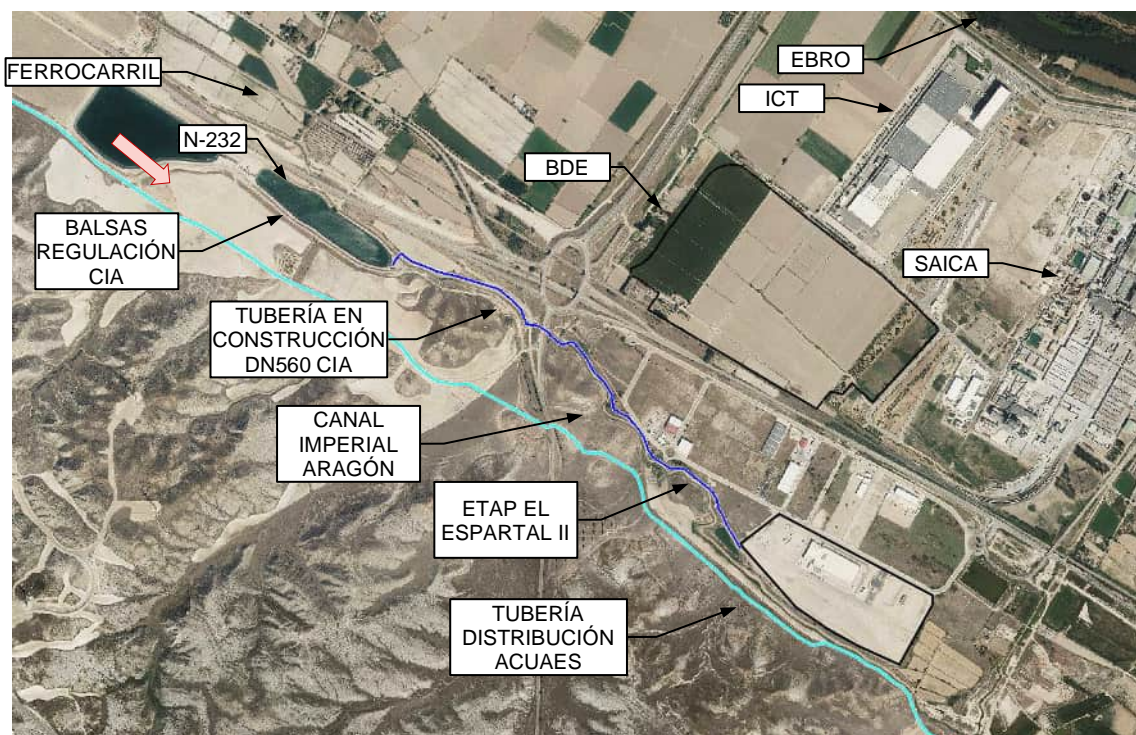 EBRO
FERROCARRIL
ICT
N-232
BDE
BALSAS
REGULACIÓN
CIA
SAICA
TUBERÍA EN
CONSTRUCCIÓN
DN560 CIA
CANAL
IMPERIAL
ARAGÓN
ETAP EL
ESPARTAL II
TUBERÍA
DISTRIBUCIÓN
ACUAES